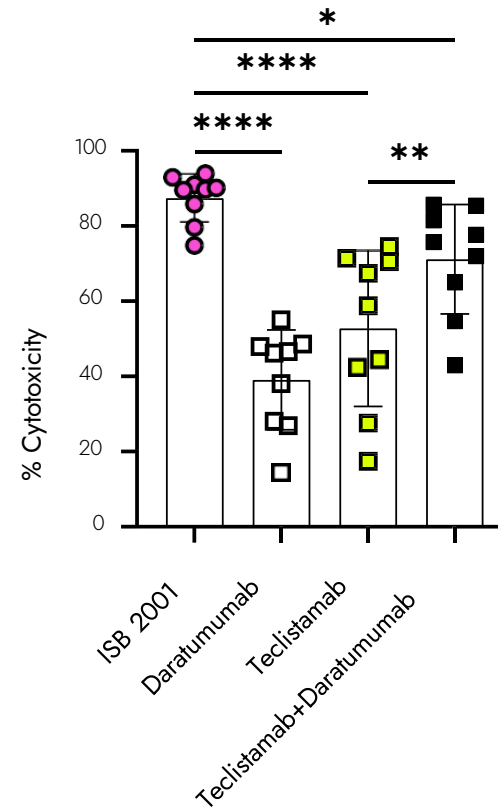 *
****
****
**
100
80
60
40
20
0
% Cytotoxicity
ISB 2001
Daratumumab
Teclistamab
Teclistamab+Daratumumab